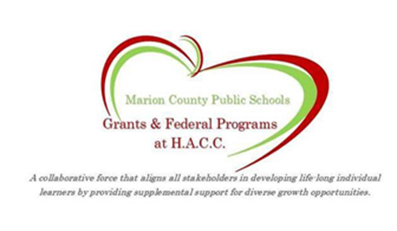 Marion County Public Schools
Grants & Federal Programs
at H.A.C.C.
A collaborative force that aligns all stakeholders in developing life-long individual
learners by providing supplemental support for diverse growth opportunities.